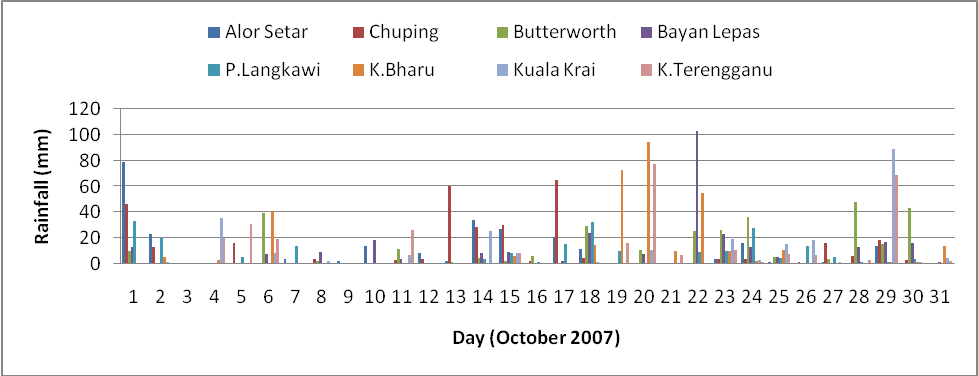 Alor Setar Chuping Butterworth Bayan Lepas
P.Langkawi K.Bharu Kuala Krai K.Terengganu
120
100
80
60
40
20
0
Rainfall (mm)
1 2 3 4 5 6 7 8 9 10 11 12 13 14 15 16 17 18 19 20 21 22 23 24 25 26 27 28 29 30 31
Day (October 2007)